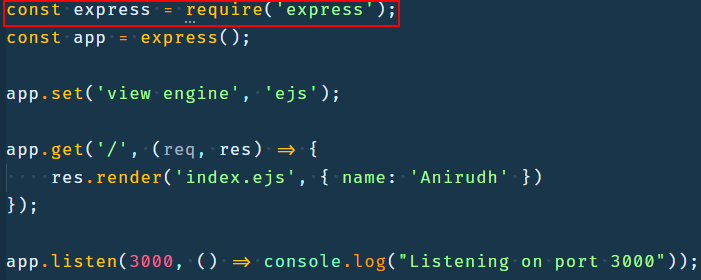 const express = require('express');
const app = express();
app.set('view engine', 'ejs');
app.get('/', (req, res) => {
res.render('index.ejs', { name: 'Anirudh' })
});
app.listen(3000, () => console.log("Listening on port 3000"));